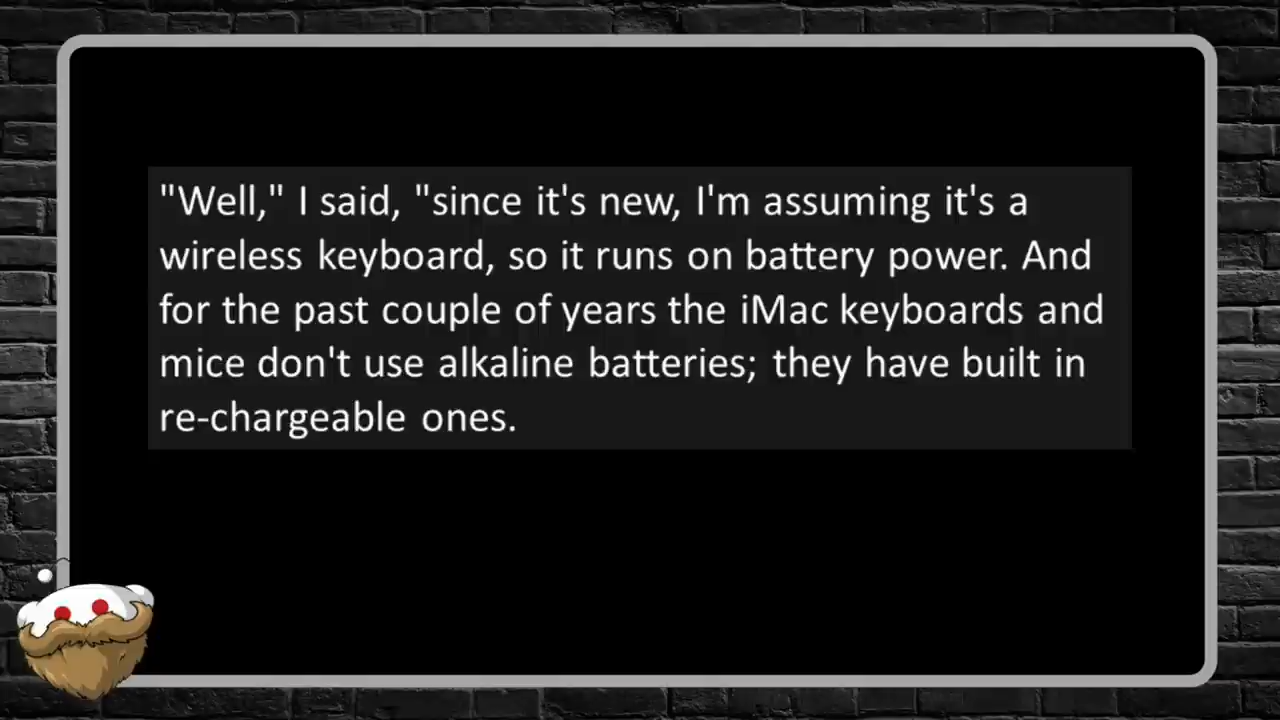 "Well," I said, "since it's new, I'm assuming it's a
wireless keyboard, so it runs on battery power. And
for the past couple of years the iMac keyboards and
mice don't use alkaline batteries; they have built in
re-chargeable ones.